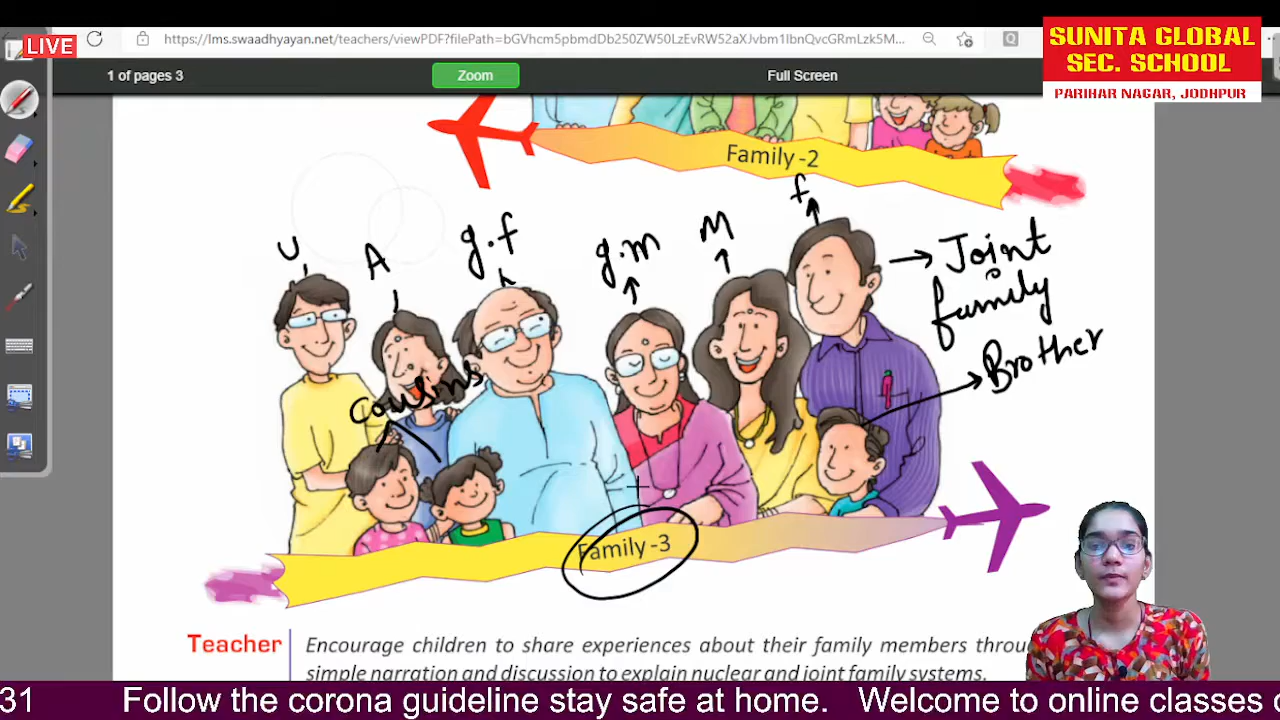 LIVE
https://lms.swaadhyayan.net/teachers/viewPDF?filePath=bGVhcm5pbmdDb250ZW50LzEvRW52aXJvbm1lbnQvcGRmLzk5M...
SUNITA GLOBAL
SEC. SCHOOL
PARIHAR NAGAR, JODHPUR
1 of pages 3
Zoom
Full Screen
Family-2
U
A
g.f
g.m
M
f
Joint
family
Brother
cousins
Family-3
Teacher
Encourage children to share experiences about their family members
simple narration and discussion to explain nuclear and joint family systems.
31
Follow the corona guideline stay safe at home. Welcome to online classes